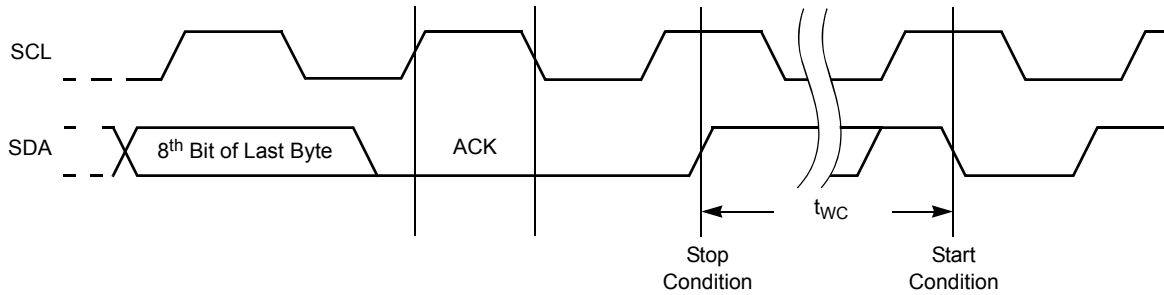 SCL
SDA
8th Bit of Last Byte
ACK
tWC
Stop
Condition
Start
Condition